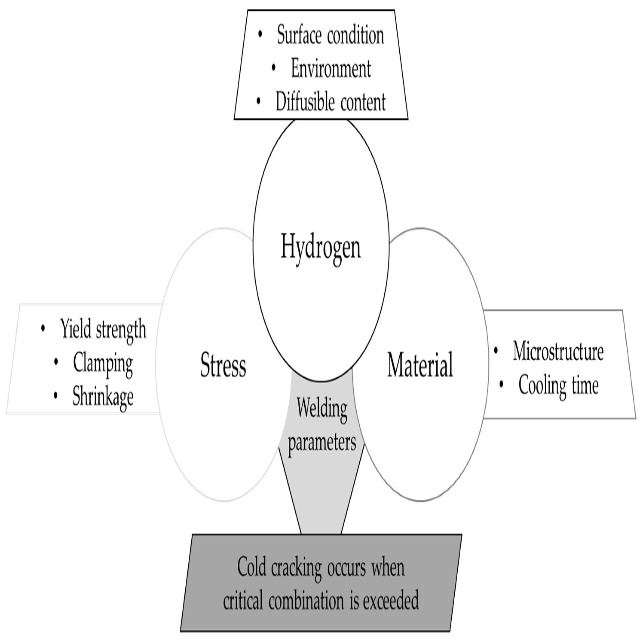 • Surface condition
• Environment
• Diffusible content
Hydrogen
• Yield strength
• Clamping
• Shrinkage
Stress
Material
• Microstructure
• Cooling time
Welding
parameters
Cold cracking occurs when
critical combination is exceeded